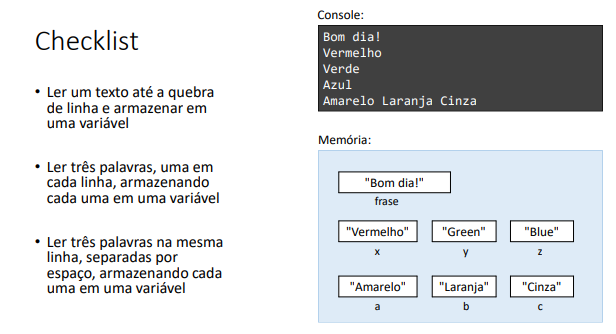 Checklist
• Ler um texto até a quebra
de linha e armazenar em
uma variável
• Ler três palavras, uma em
cada linha, armazenando
cada uma em uma variável
• Ler três palavras na mesma
linha, separadas por
espaço, armazenando cada
uma em uma variável
Console:
Bom dia!
Vermelho
Verde
Azul
Amarelo Laranja Cinza
Memória:
"Bom dia!"
frase
"Vermelho" "Green" "Blue"
x y z
"Amarelo" "Laranja" "Cinza"
a b c